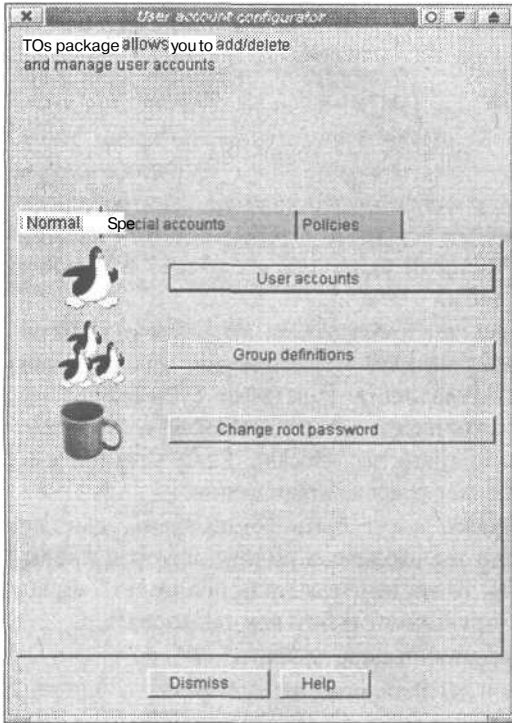 User account configurator
TOs package allows you to add/delete
and manage user accounts
Normal Special accounts Policies
User accounts
Group definitions
Change root password
Dismiss Help